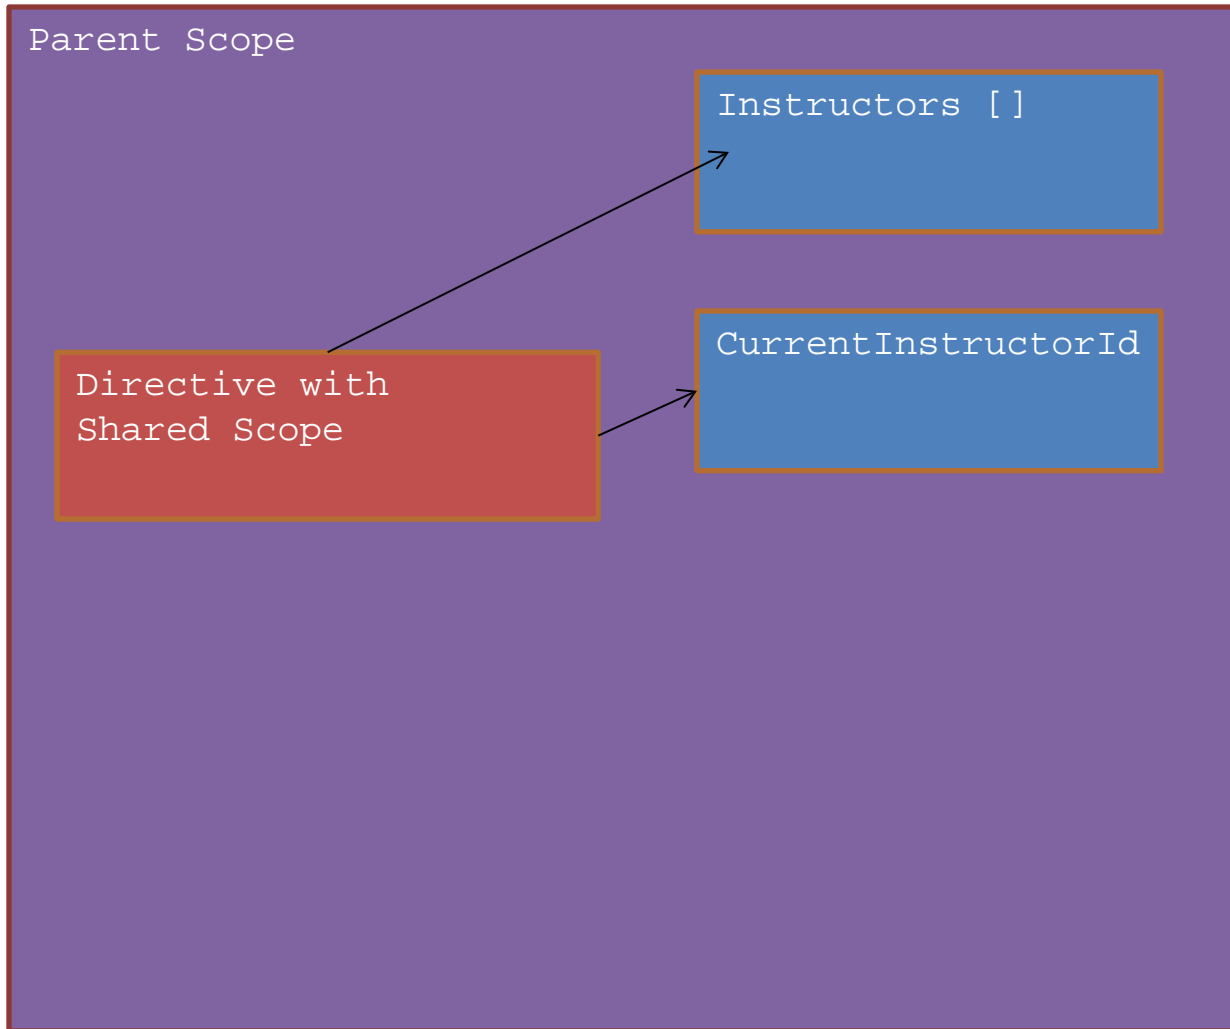 Parent Scope
Instructors []
CurrentInstructorId
Directive with
Shared Scope